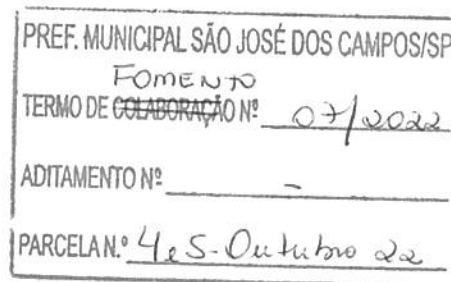 PREF. MUNICIPAL SÃO JOSÉ DOS CAMPOS/SP
FOMENTO
TERMO DE COLABORAÇÃO Nº 07/2022
ADITAMENTO Nº -
PARCELA N.º 4 e 5 - Outubro 22